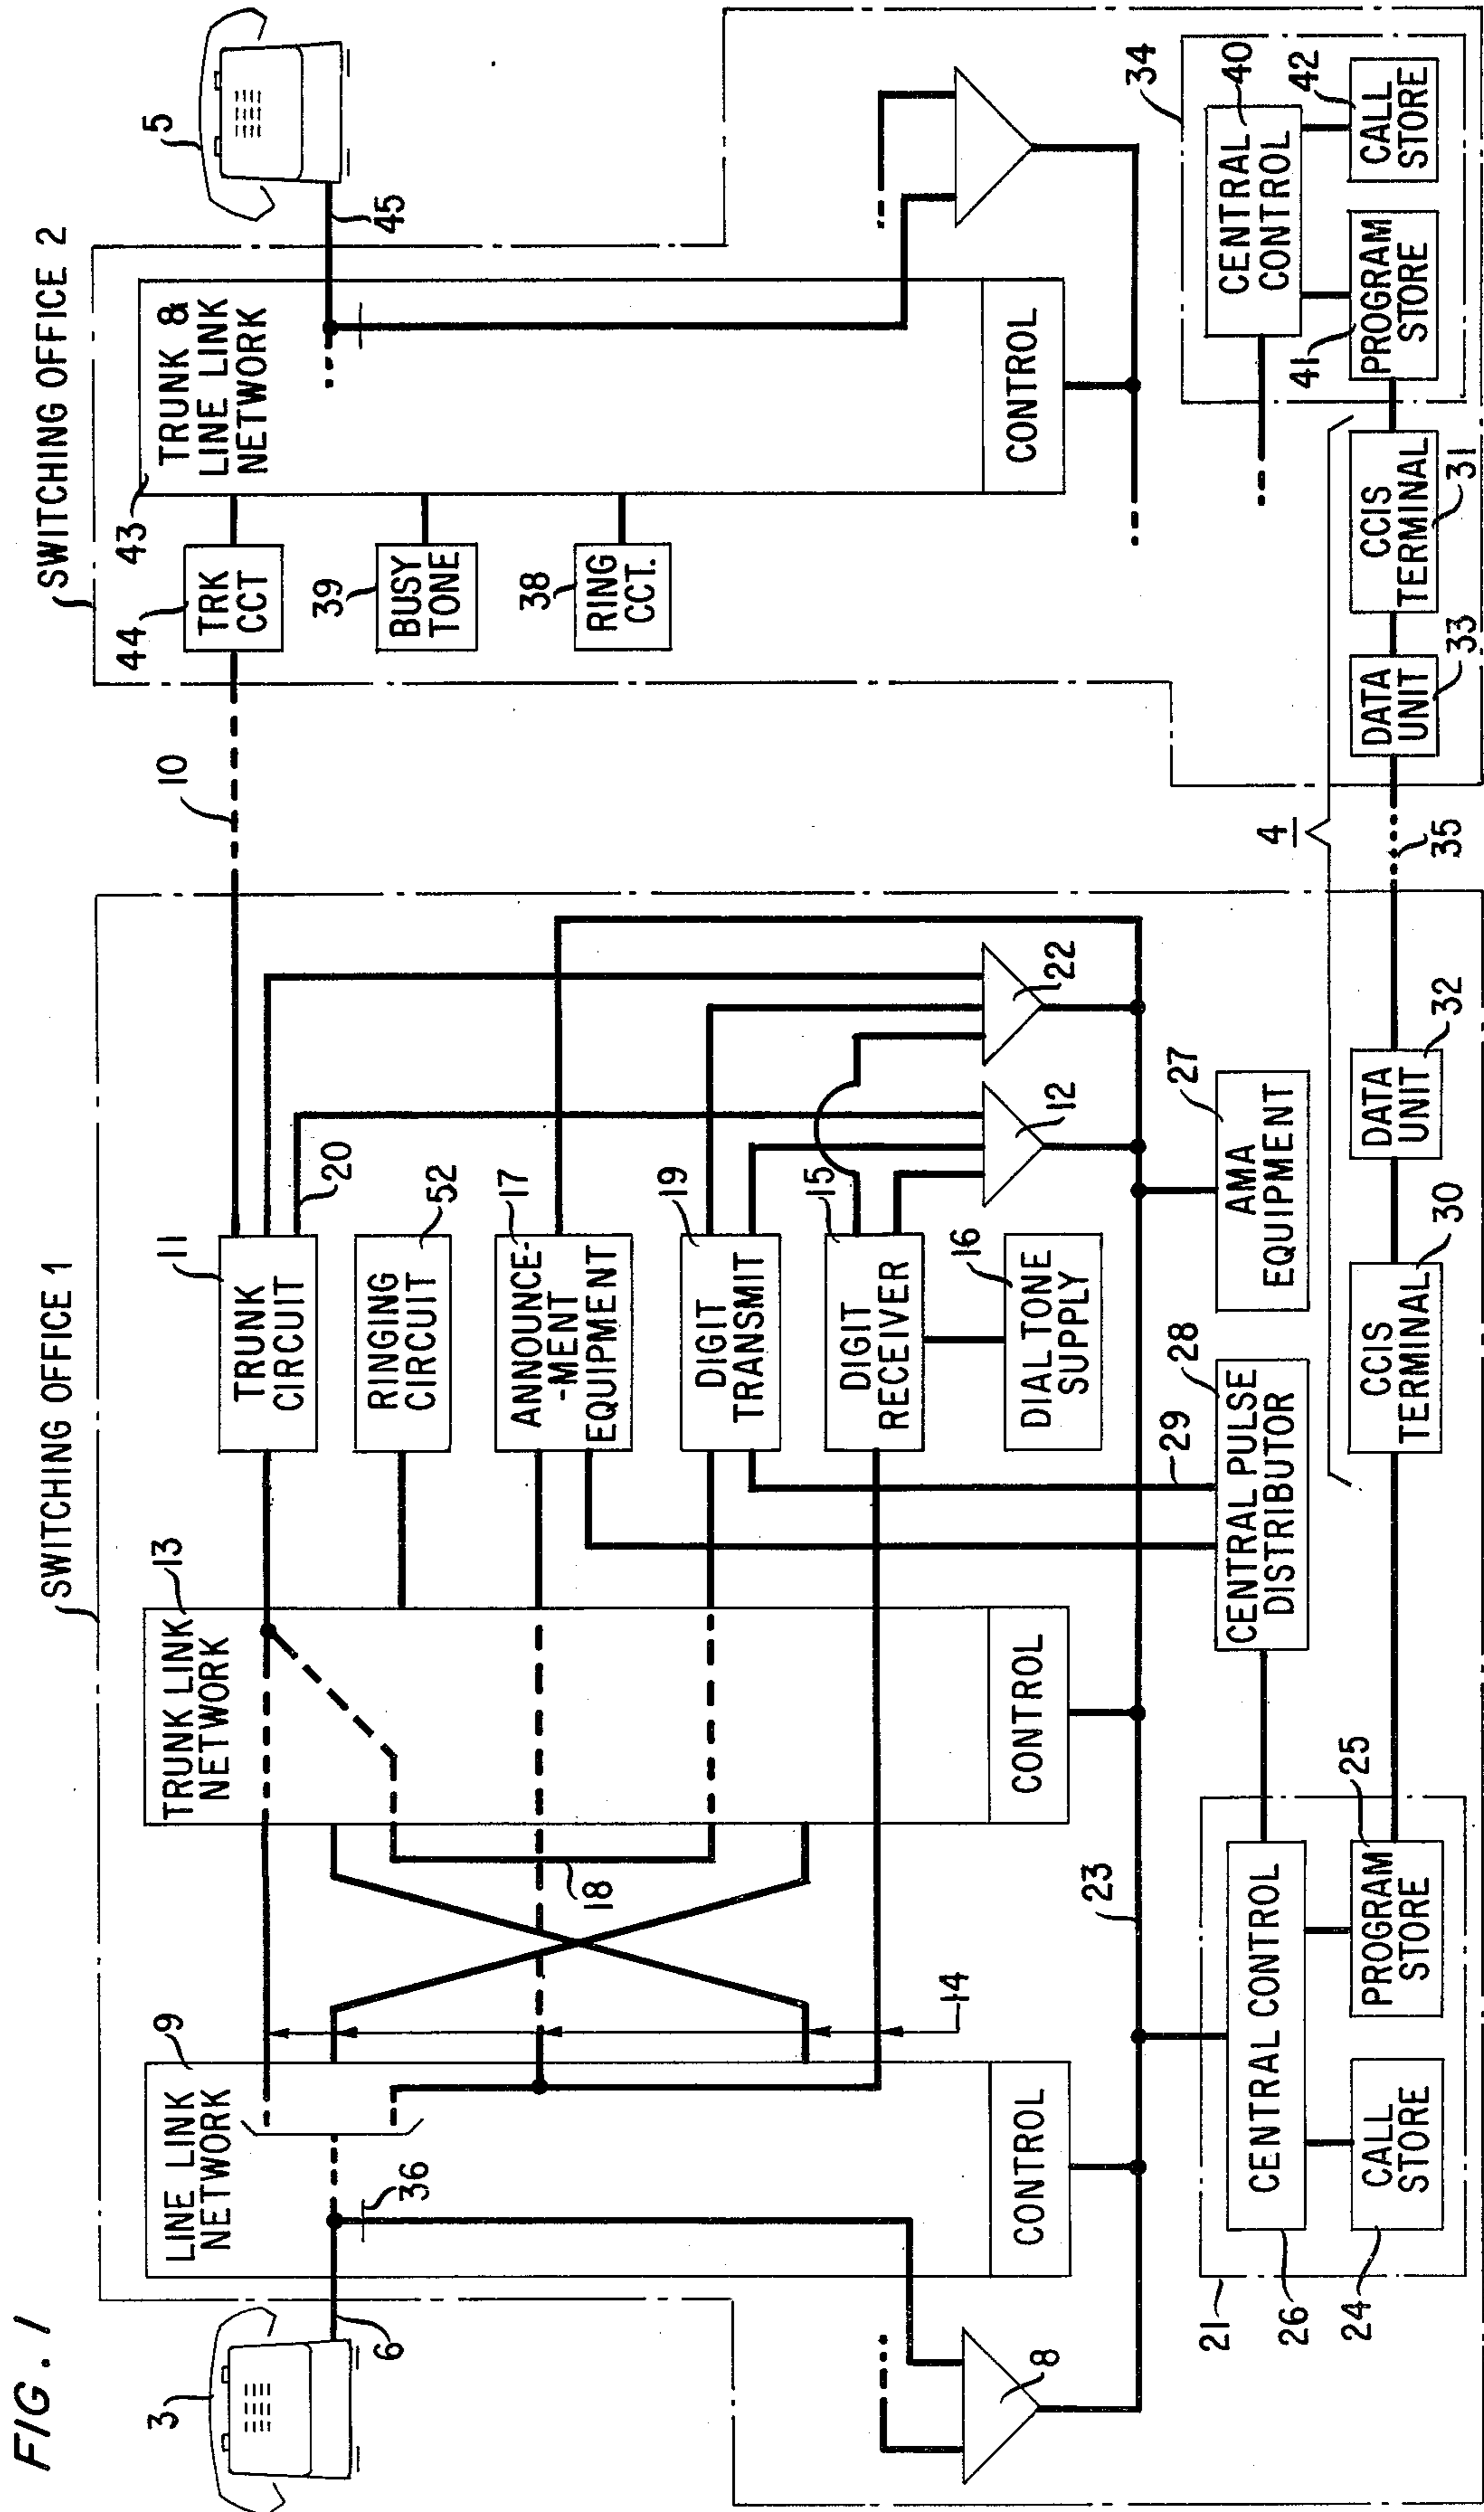 FIG. 1
SWITCHING OFFICE 1
SWITCHING OFFICE 2
3
6
36
LINE LINK
NETWORK
9
CONTROL
8
14
18
TRUNK LINK
NETWORK
13
CONTROL
11
TRUNK
CIRCUIT
20
RINGING
CIRCUIT
52
ANNOUNCE-
-MENT
EQUIPMENT
17
DIGIT
TRANSMIT
19
DIGIT
RECEIVER
15
DIAL TONE
SUPPLY
16
12
22
10
23
21
26
CENTRAL CONTROL
24
CALL
STORE
PROGRAM
STORE
25
CENTRAL PULSE
DISTRIBUTOR
28
29
AMA
EQUIPMENT
27
CCIS
TERMINAL
30
DATA
UNIT
32
4
35
44
TRK
CCT
43
TRUNK &
LINE LINK
NETWORK
39
BUSY
TONE
38
RING
CCT.
CONTROL
5
45
DATA
UNIT
33
CCIS
TERMINAL
31
34
CENTRAL
CONTROL
40
41
PROGRAM
STORE
42
CALL
STORE